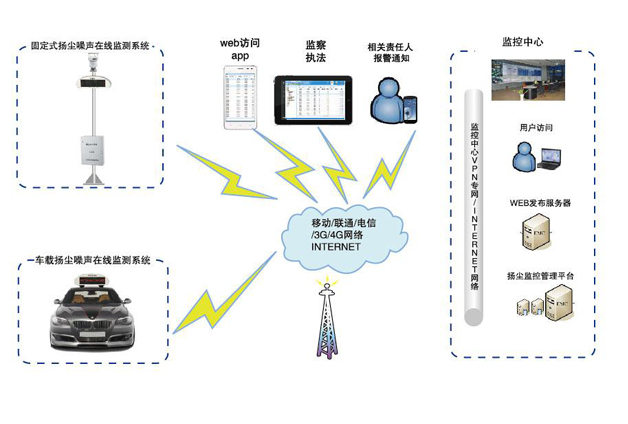 固定式扬尘噪声在线监测系统
web访问
app
监察
执法
相关责任人
报警通知
监控中心
监控中心VPN专网/INTERNET网络
用户访问
WEB发布服务器
扬尘监控管理平台
移动/联通/电信
/3G/4G网络
INTERNET
车载扬尘噪声在线监测系统